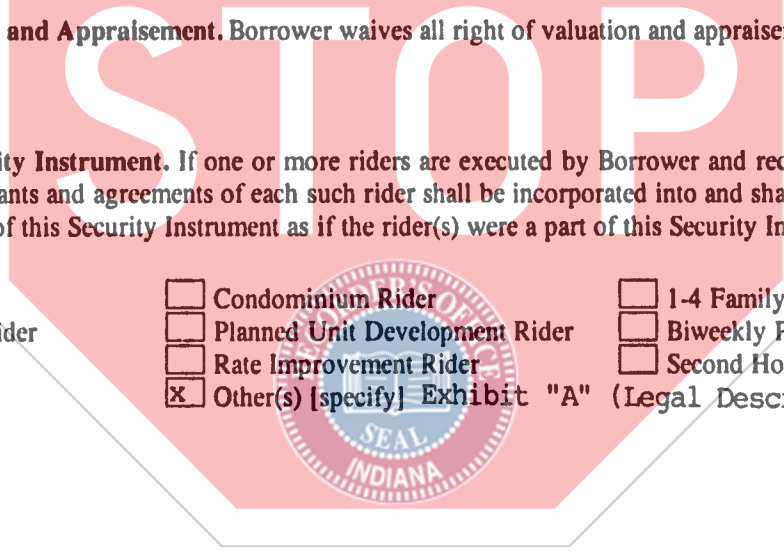 STOP
and Appraisement. Borrower waives all right of valuation and appraise
ity Instrument. If one or more riders are executed by Borrower and rec
ants and agreements of each such rider shall be incorporated into and sha
of this Security Instrument as if the rider(s) were a part of this Security In
Condominium Rider
1-4 Family
ider
Planned Unit Development Rider
Biweekly P
Rate Improvement Rider
Second Ho
x Other(s) [specify] Exhibit "A" (Legal Desc
RECORDER'S OFFICE
SEAL
INDIANA